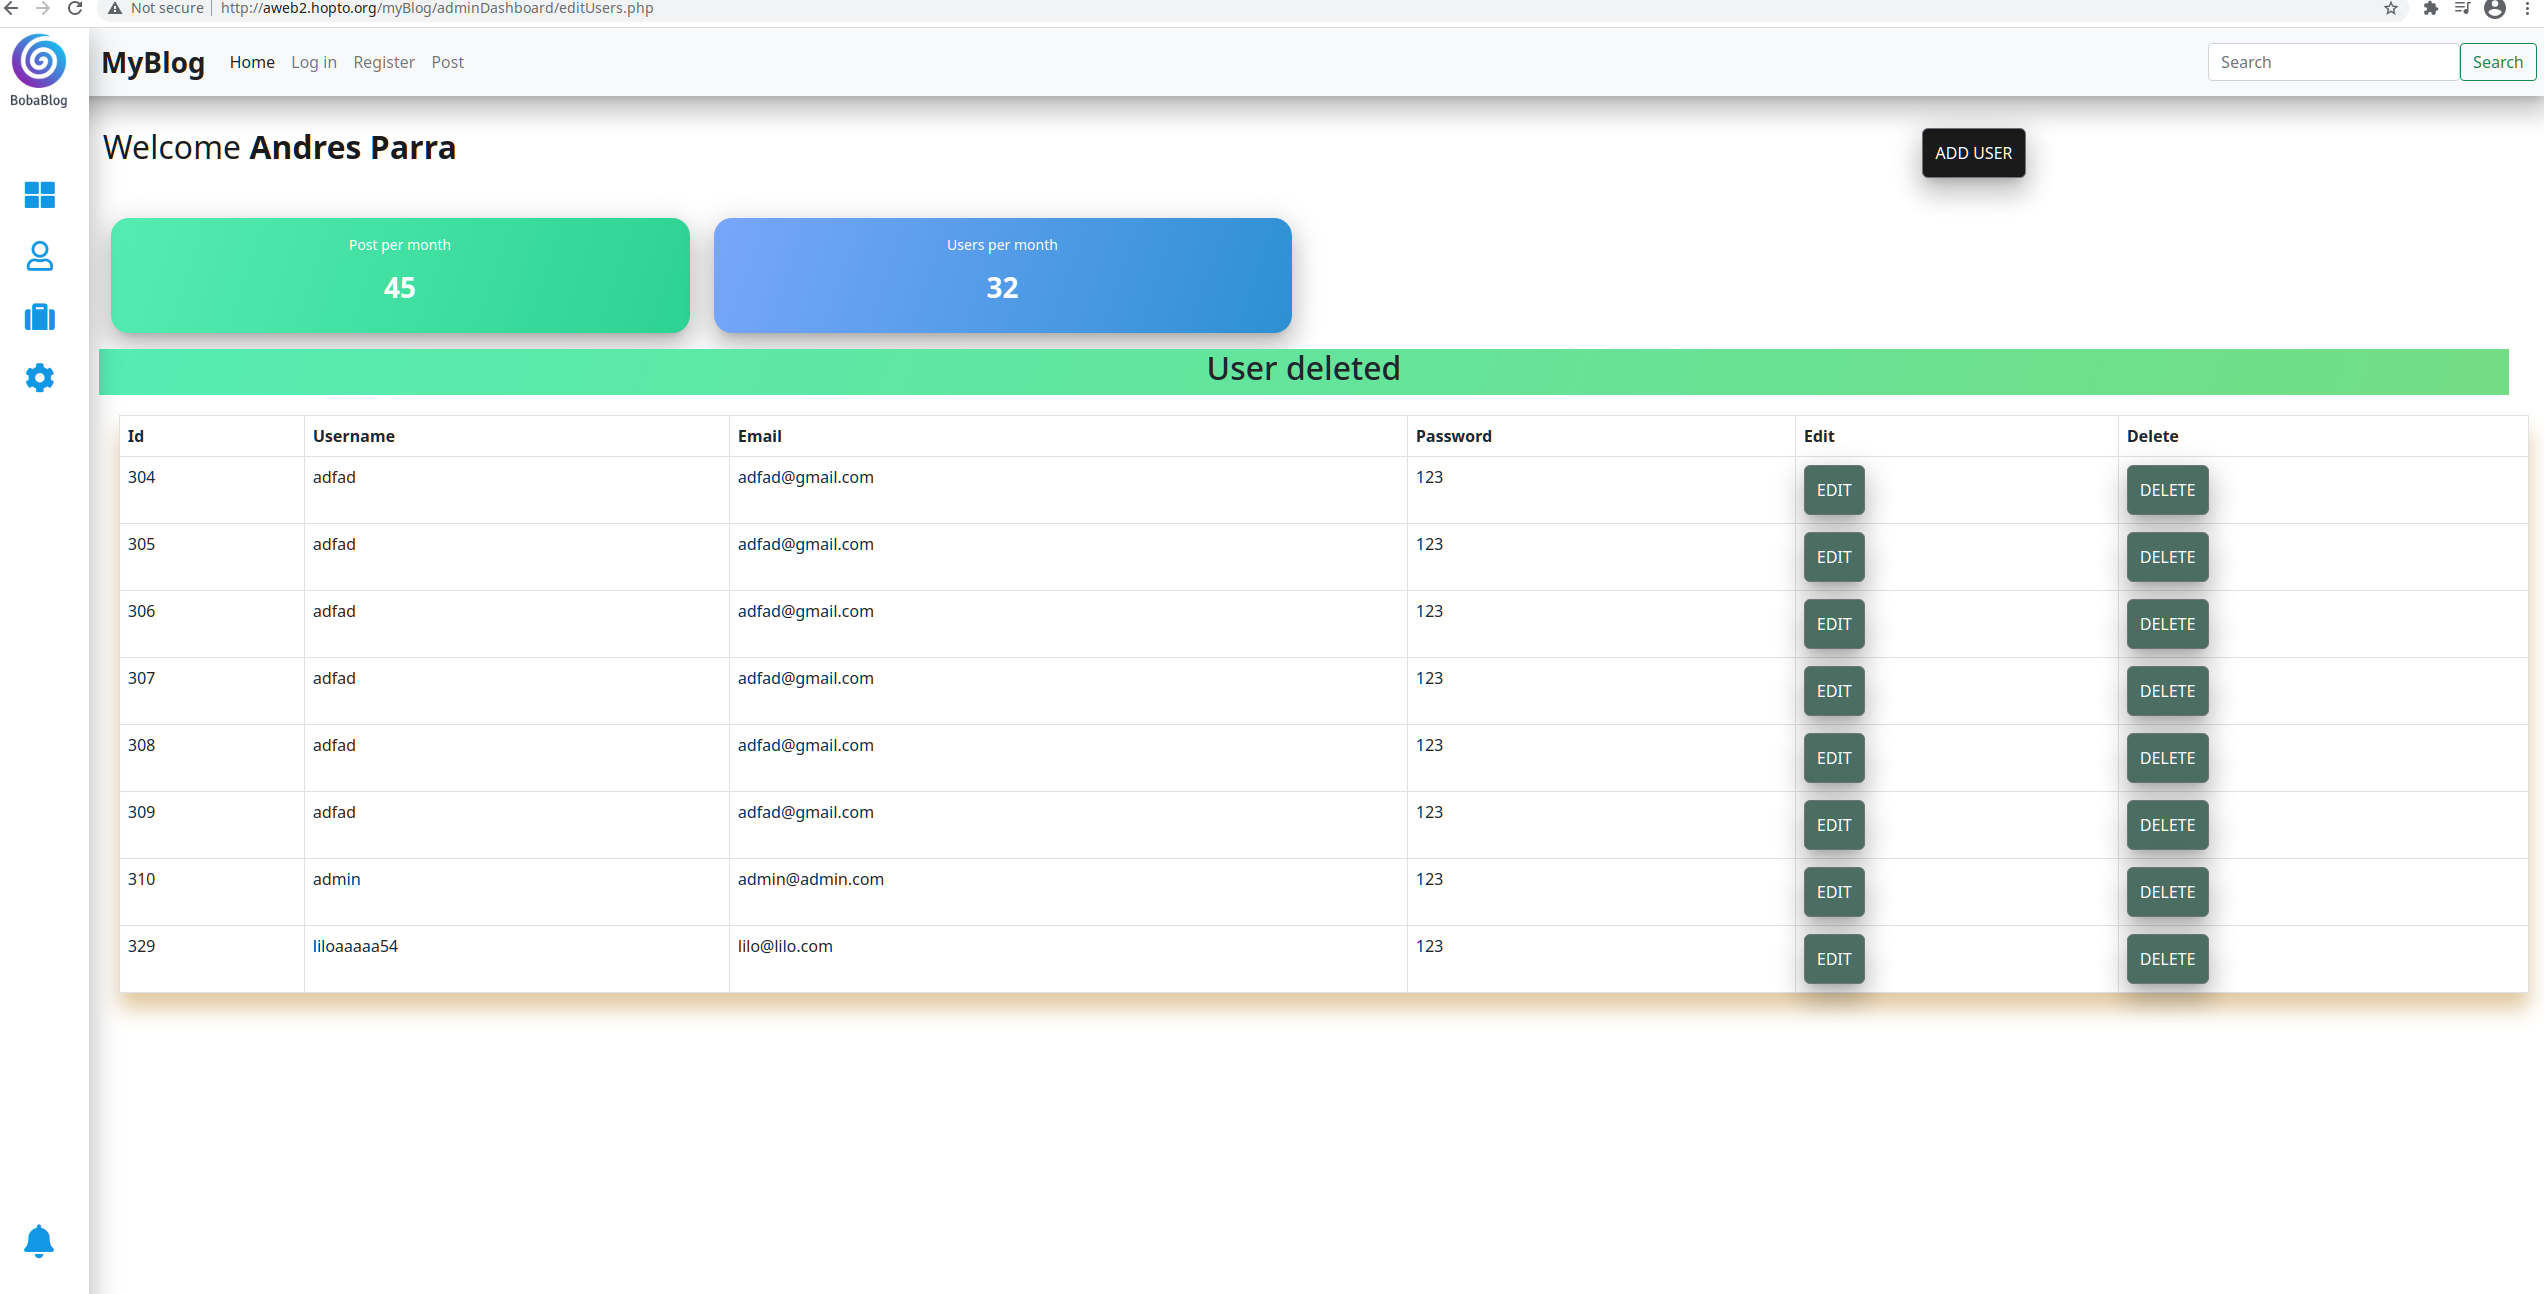 Not secure http://aweb2.hopto.org/myBlog/adminDashboard/editUsers.php
BobaBlog
MyBlog Home Log in Register Post Search Search
Welcome Andres Parra ADD USER
Post per month Users per month
45 32
User deleted
Id Username Email Password Edit Delete
304 adfad adfad@gmail.com 123 EDIT DELETE
305 adfad adfad@gmail.com 123 EDIT DELETE
306 adfad adfad@gmail.com 123 EDIT DELETE
307 adfad adfad@gmail.com 123 EDIT DELETE
308 adfad adfad@gmail.com 123 EDIT DELETE
309 adfad adfad@gmail.com 123 EDIT DELETE
310 admin admin@admin.com 123 EDIT DELETE
329 liloaaaaa54 lilo@lilo.com 123 EDIT DELETE